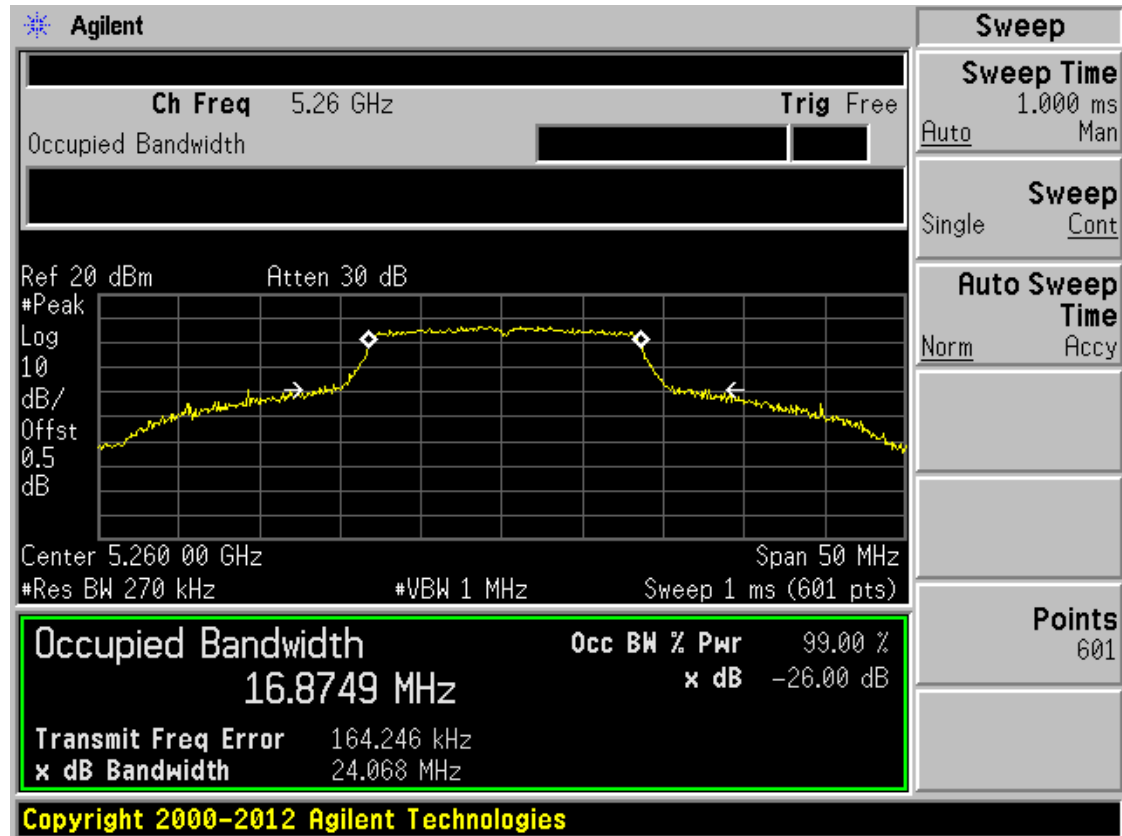 Agilent
Sweep
Ch Freq 5.26 GHz Trig Free
Occupied Bandwidth
Sweep Time
1.000 ms
Auto Man
Sweep
Single Cont
Auto Sweep
Time
Norm Accy
Points
601
Ref 20 dBm Atten 30 dB
#Peak
Log
10
dB/
Offst
0.5
dB
Center 5.260 00 GHz Span 50 MHz
#Res BW 270 kHz #VBW 1 MHz Sweep 1 ms (601 pts)
Occupied Bandwidth
16.8749 MHz
Occ BW % Pwr 99.00 %
x dB -26.00 dB
Transmit Freq Error 164.246 kHz
x dB Bandwidth 24.068 MHz
Copyright 2000-2012 Agilent Technologies